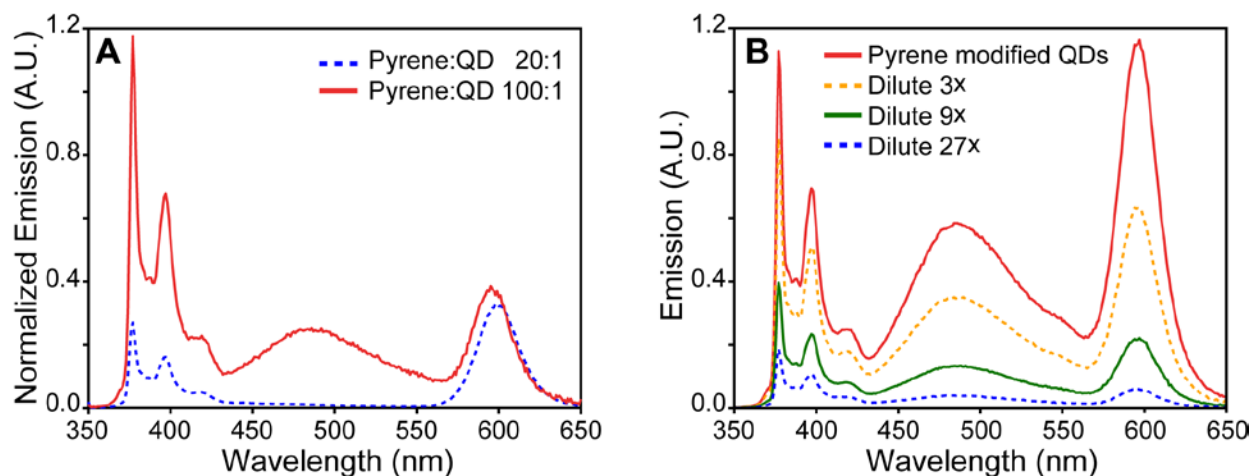 A
Pyrene:QD 20:1
Pyrene:QD 100:1
Normalized Emission (A.U.)
1.2
0.8
0.4
0.0
350 400 450 500 550 600 650
Wavelength (nm)
B
Pyrene modified QDs
Dilute 3x
Dilute 9x
Dilute 27x
Emission (A.U.)
1.2
0.8
0.4
0.0
350 400 450 500 550 600 650
Wavelength (nm)